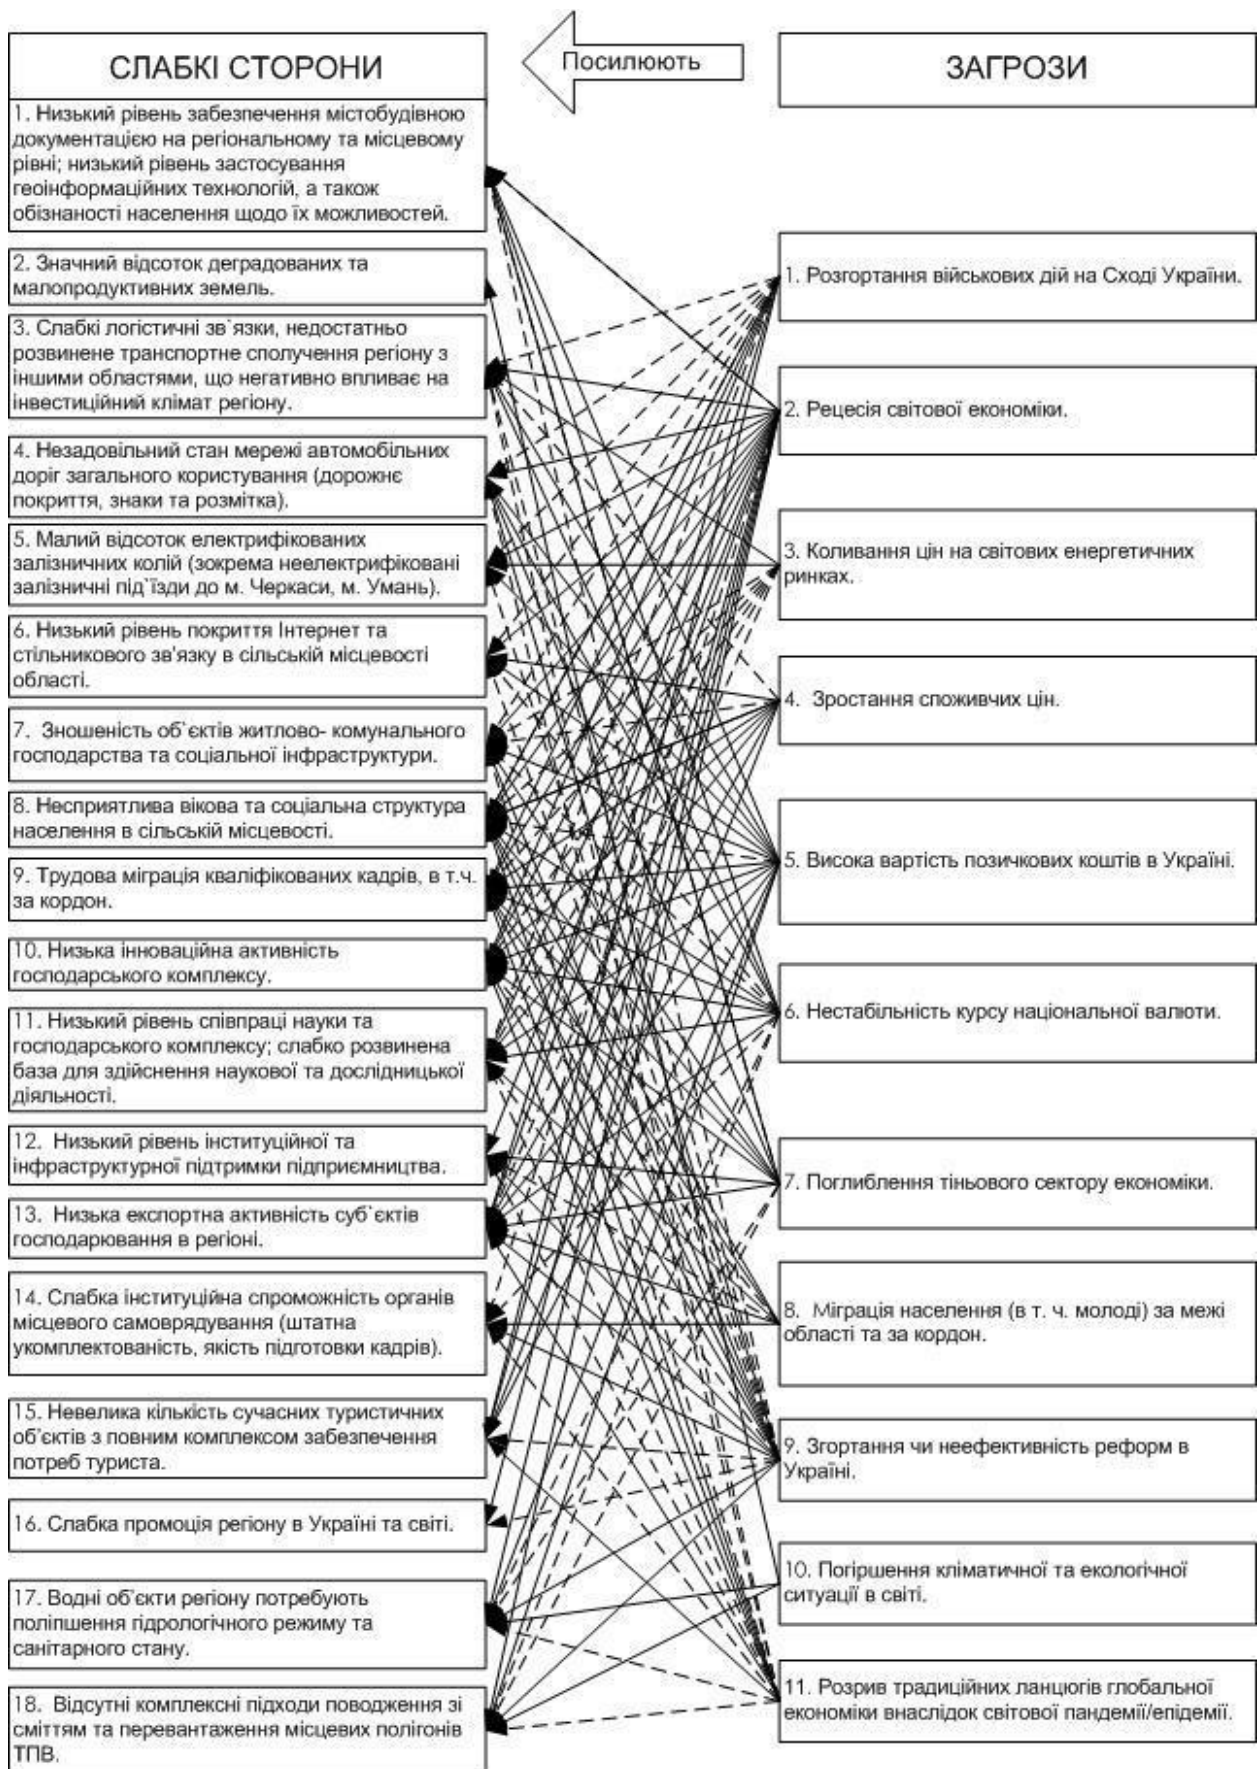 СЛАБКІ СТОРОНИ
Посилюють
ЗАГРОЗИ
1. Низький рівень забезпечення містобудівною
документацією на регіональному та місцевому
рівні; низький рівень застосування
геоінформаційних технологій, а також
обізнаності населення щодо їх можливостей.
2. Значний відсоток деградованих та
малопродуктивних земель.
3. Слабкі логістичні зв`язки, недостатньо
розвинене транспортне сполучення регіону з
іншими областями, що негативно впливає на
інвестиційний клімат регіону.
4. Незадовільний стан мережі автомобільних
доріг загального користування (дорожнє
покриття, знаки та розмітка).
5. Малий відсоток електрифікованих
залізничних колій (зокрема неелектрифіковані
залізничні під`їзди до м. Черкаси, м. Умань).
6. Низький рівень покриття Інтернет та
стільникового зв'язку в сільській місцевості
області.
7. Зношеність об`єктів житлово- комунального
господарства та соціальної інфраструктури.
8. Несприятлива вікова та соціальна структура
населення в сільській місцевості.
9. Трудова міграція кваліфікованих кадрів, в т.ч.
за кордон.
10. Низька інноваційна активність
господарського комплексу.
11. Низький рівень співпраці науки та
господарського комплексу; слабко розвинена
база для здійснення наукової та дослідницької
діяльності.
12. Низький рівень інституційної та
інфраструктурної підтримки підприємництва.
13. Низька експортна активність суб`єктів
господарювання в регіоні.
14. Слабка інституційна спроможність органів
місцевого самоврядування (штатна
укомплектованість, якість підготовки кадрів).
15. Невелика кількість сучасних туристичних
об'єктів з повним комплексом забезпечення
потреб туриста.
16. Слабка промоція регіону в Україні та світі.
17. Водні об'єкти регіону потребують
поліпшення гідрологічного режиму та
санітарного стану.
18. Відсутні комплексні підходи поводження зі
сміттям та перевантаження місцевих полігонів
ТПВ.
1. Розгортання військових дій на Сході України.
2. Рецесія світової економіки.
3. Коливання цін на світових енергетичних
ринках.
4. Зростання споживчих цін.
5. Висока вартість позичкових коштів в Україні.
6. Нестабільність курсу національної валюти.
7. Поглиблення тіньового сектору економіки.
8. Міграція населення (в т. ч. молоді) за межі
області та за кордон.
9. Згортання чи неефективність реформ в
Україні.
10. Погіршення кліматичної та екологічної
ситуації в світі.
11. Розрив традиційних ланцюгів глобальної
економіки внаслідок світової пандемії/епідемії.